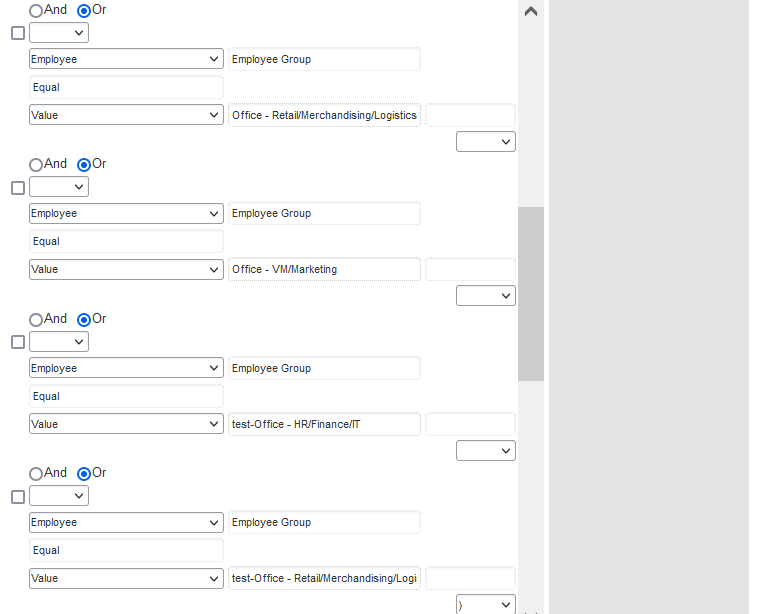 And Or
Employee Employee Group
Equal
Value Office - Retail/Merchandising/Logistics
And Or
Employee Employee Group
Equal
Value Office - VM/Marketing
And Or
Employee Employee Group
Equal
Value test-Office - HR/Finance/IT
And Or
Employee Employee Group
Equal
Value test-Office - Retail/Merchandising/Logi
)